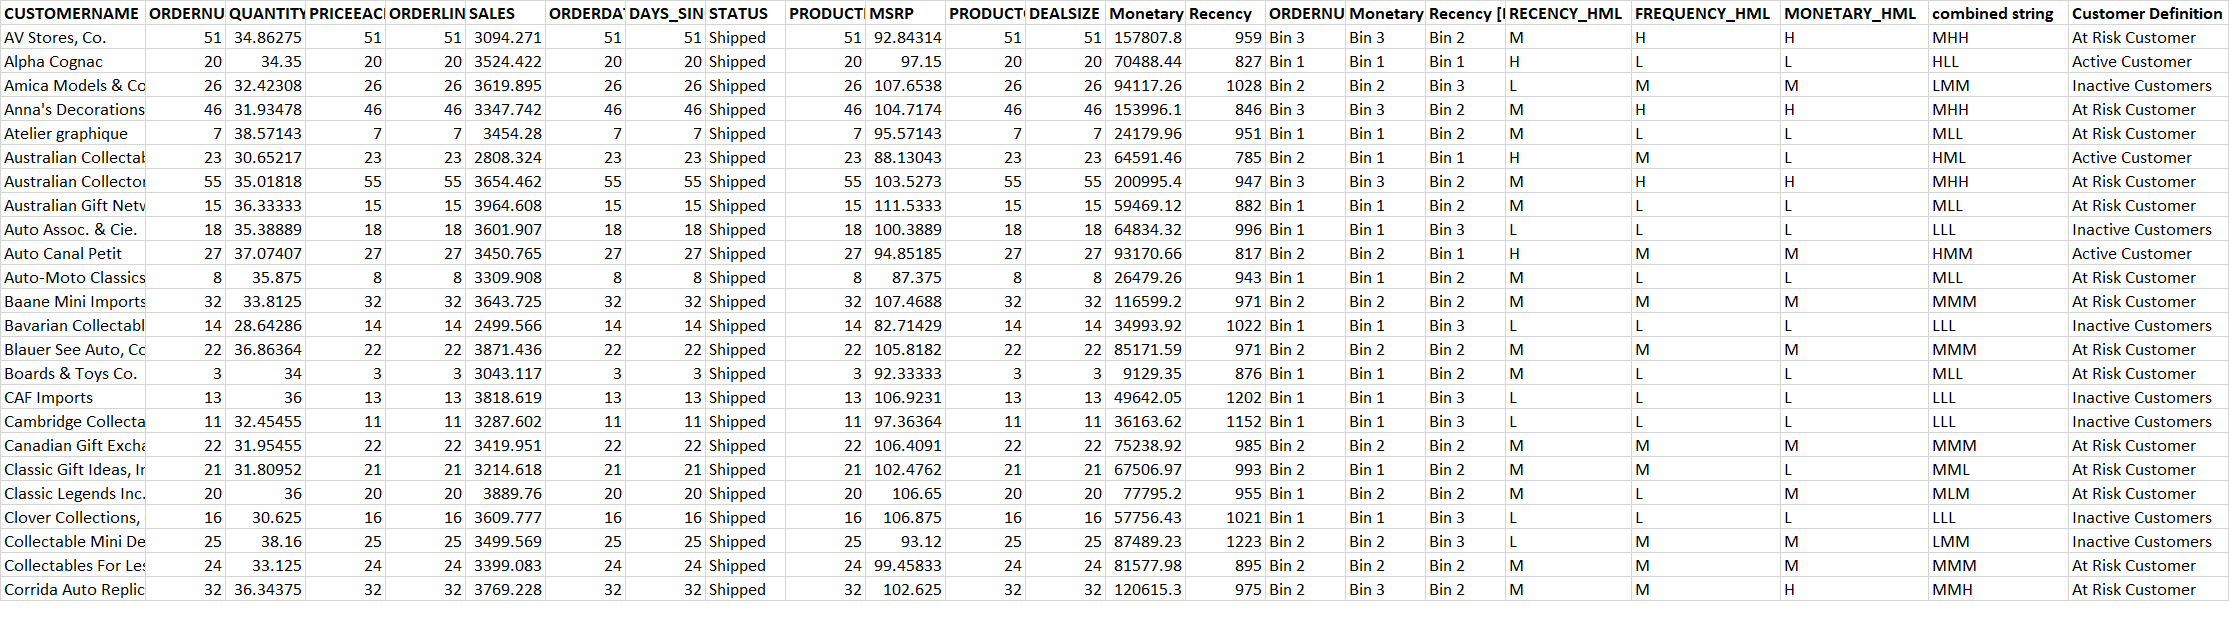 CUSTOMERNAME ORDERNU QUANTITY PRICEEAC ORDERLIN SALES ORDERDA DAYS_SIN STATUS PRODUCT MSRP PRODUCT DEALSIZE Monetary Recency ORDERNU Monetary Recency [ RECENCY_HML FREQUENCY_HML MONETARY_HML combined string Customer Definition
AV Stores, Co. 51 34.86275 51 51 3094.271 51 51 Shipped 51 92.84314 51 51 157807.8 959 Bin 3 Bin 3 Bin 2 M H H MHH At Risk Customer
Alpha Cognac 20 34.35 20 20 3524.422 20 20 Shipped 20 97.15 20 20 70488.44 827 Bin 1 Bin 1 Bin 1 H L L HLL Active Customer
Amica Models & Co 26 32.42308 26 26 3619.895 26 26 Shipped 26 107.6538 26 26 94117.26 1028 Bin 2 Bin 2 Bin 3 L M M LMM Inactive Customers
Anna's Decorations 46 31.93478 46 46 3347.742 46 46 Shipped 46 104.7174 46 46 153996.1 846 Bin 3 Bin 3 Bin 2 M H H MHH At Risk Customer
Atelier graphique 7 38.57143 7 7 3454.28 7 7 Shipped 7 95.57143 7 7 24179.96 951 Bin 1 Bin 1 Bin 2 M L L MLL At Risk Customer
Australian Collectab 23 30.65217 23 23 2808.324 23 23 Shipped 23 88.13043 23 23 64591.46 785 Bin 2 Bin 1 Bin 1 H M L HML Active Customer
Australian Collector 55 35.01818 55 55 3654.462 55 55 Shipped 55 103.5273 55 55 200995.4 947 Bin 3 Bin 3 Bin 2 M H H MHH At Risk Customer
Australian Gift Netw 15 36.33333 15 15 3964.608 15 15 Shipped 15 111.5333 15 15 59469.12 882 Bin 1 Bin 1 Bin 2 M L L MLL At Risk Customer
Auto Assoc. & Cie. 18 35.38889 18 18 3601.907 18 18 Shipped 18 100.3889 18 18 64834.32 996 Bin 1 Bin 1 Bin 3 L L L LLL Inactive Customers
Auto Canal Petit 27 37.07407 27 27 3450.765 27 27 Shipped 27 94.85185 27 27 93170.66 817 Bin 2 Bin 2 Bin 1 H M M HMM Active Customer
Auto-Moto Classics 8 35.875 8 8 3309.908 8 8 Shipped 8 87.375 8 8 26479.26 943 Bin 1 Bin 1 Bin 2 M L L MLL At Risk Customer
Baane Mini Imports 32 33.8125 32 32 3643.725 32 32 Shipped 32 107.4688 32 32 116599.2 971 Bin 2 Bin 2 Bin 2 M M M MMM At Risk Customer
Bavarian Collectabl 14 28.64286 14 14 2499.566 14 14 Shipped 14 82.71429 14 14 34993.92 1022 Bin 1 Bin 1 Bin 3 L L L LLL Inactive Customers
Blauer See Auto, Co 22 36.86364 22 22 3871.436 22 22 Shipped 22 105.8182 22 22 85171.59 971 Bin 2 Bin 2 Bin 2 M M M MMM At Risk Customer
Boards & Toys Co. 3 34 3 3 3043.117 3 3 Shipped 3 92.33333 3 3 9129.35 876 Bin 1 Bin 1 Bin 2 M L L MLL At Risk Customer
CAF Imports 13 36 13 13 3818.619 13 13 Shipped 13 106.9231 13 13 49642.05 1202 Bin 1 Bin 1 Bin 3 L L L LLL Inactive Customers
Cambridge Collecta 11 32.45455 11 11 3287.602 11 11 Shipped 11 97.36364 11 11 36163.62 1152 Bin 1 Bin 1 Bin 3 L L L LLL Inactive Customers
Canadian Gift Excha 22 31.95455 22 22 3419.951 22 22 Shipped 22 106.4091 22 22 75238.92 985 Bin 2 Bin 2 Bin 2 M M M MMM At Risk Customer
Classic Gift Ideas, In 21 31.80952 21 21 3214.618 21 21 Shipped 21 102.4762 21 21 67506.97 993 Bin 2 Bin 1 Bin 2 M M L MML At Risk Customer
Classic Legends Inc. 20 36 20 20 3889.76 20 20 Shipped 20 106.65 20 20 77795.2 955 Bin 1 Bin 2 Bin 2 M L M MLM At Risk Customer
Clover Collections, 16 30.625 16 16 3609.777 16 16 Shipped 16 106.875 16 16 57756.43 1021 Bin 1 Bin 1 Bin 3 L L L LLL Inactive Customers
Collectable Mini De 25 38.16 25 25 3499.569 25 25 Shipped 25 93.12 25 25 87489.23 1223 Bin 2 Bin 2 Bin 3 L M M LMM Inactive Customers
Collectables For Les 24 33.125 24 24 3399.083 24 24 Shipped 24 99.45833 24 24 81577.98 895 Bin 2 Bin 2 Bin 2 M M M MMM At Risk Customer
Corrida Auto Replic 32 36.34375 32 32 3769.228 32 32 Shipped 32 102.625 32 32 120615.3 975 Bin 2 Bin 3 Bin 2 M M H MMH At Risk Customer